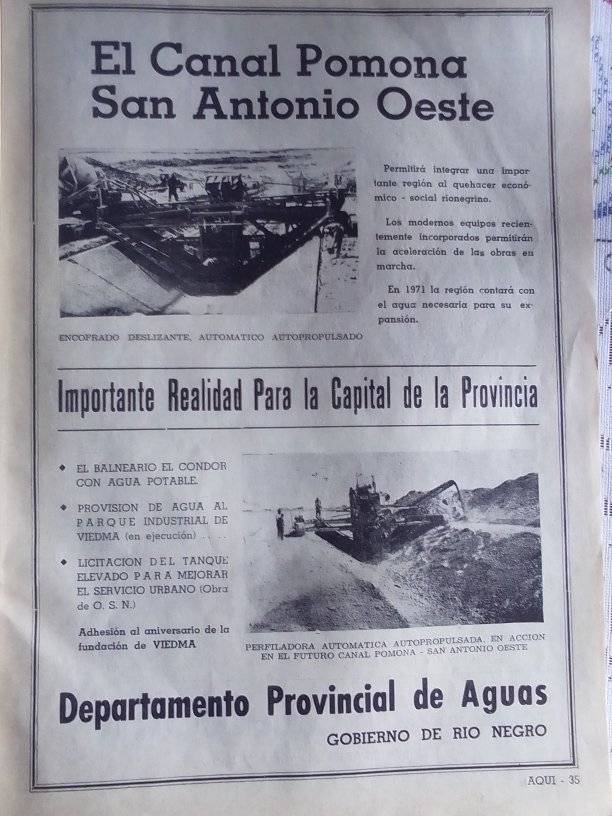 El Canal Pomona
San Antonio Oeste
Permitirá integrar una impor
tante región al quehacer econó-
mico - social rionegrino.
Los modernos equipos recien-
temente incorporados permitirán
la aceleración de las obras en
marcha.
En 1971 la región contará con
el agua necesaria para su ex-
pansión.
ENCOFRADO DESLIZANTE, AUTOMATICO AUTOPROPULSADO
Importante Realidad Para la Capital de la Provincia
◆ EL BALNEARIO EL CONDOR
CON AGUA POTABLE.
◆ PROVISION DE AGUA AL
PARQUE INDUSTRIAL DE
VIEDMA (en ejecución) .....
◆ LICITACION DEL TANQUE
ELEVADO PARA MEJORAR
EL SERVICIO URBANO (Obra
de O. S. N.)
Adhesión al aniversario de la
fundación de VIEDMA
PERFILADORA AUTOMATICA AUTOPROPULSADA, EN ACCION
EN EL FUTURO CANAL POMONA - SAN ANTONIO OESTE
Departamento Provincial de Aguas
GOBIERNO DE RIO NEGRO
AQUI - 35